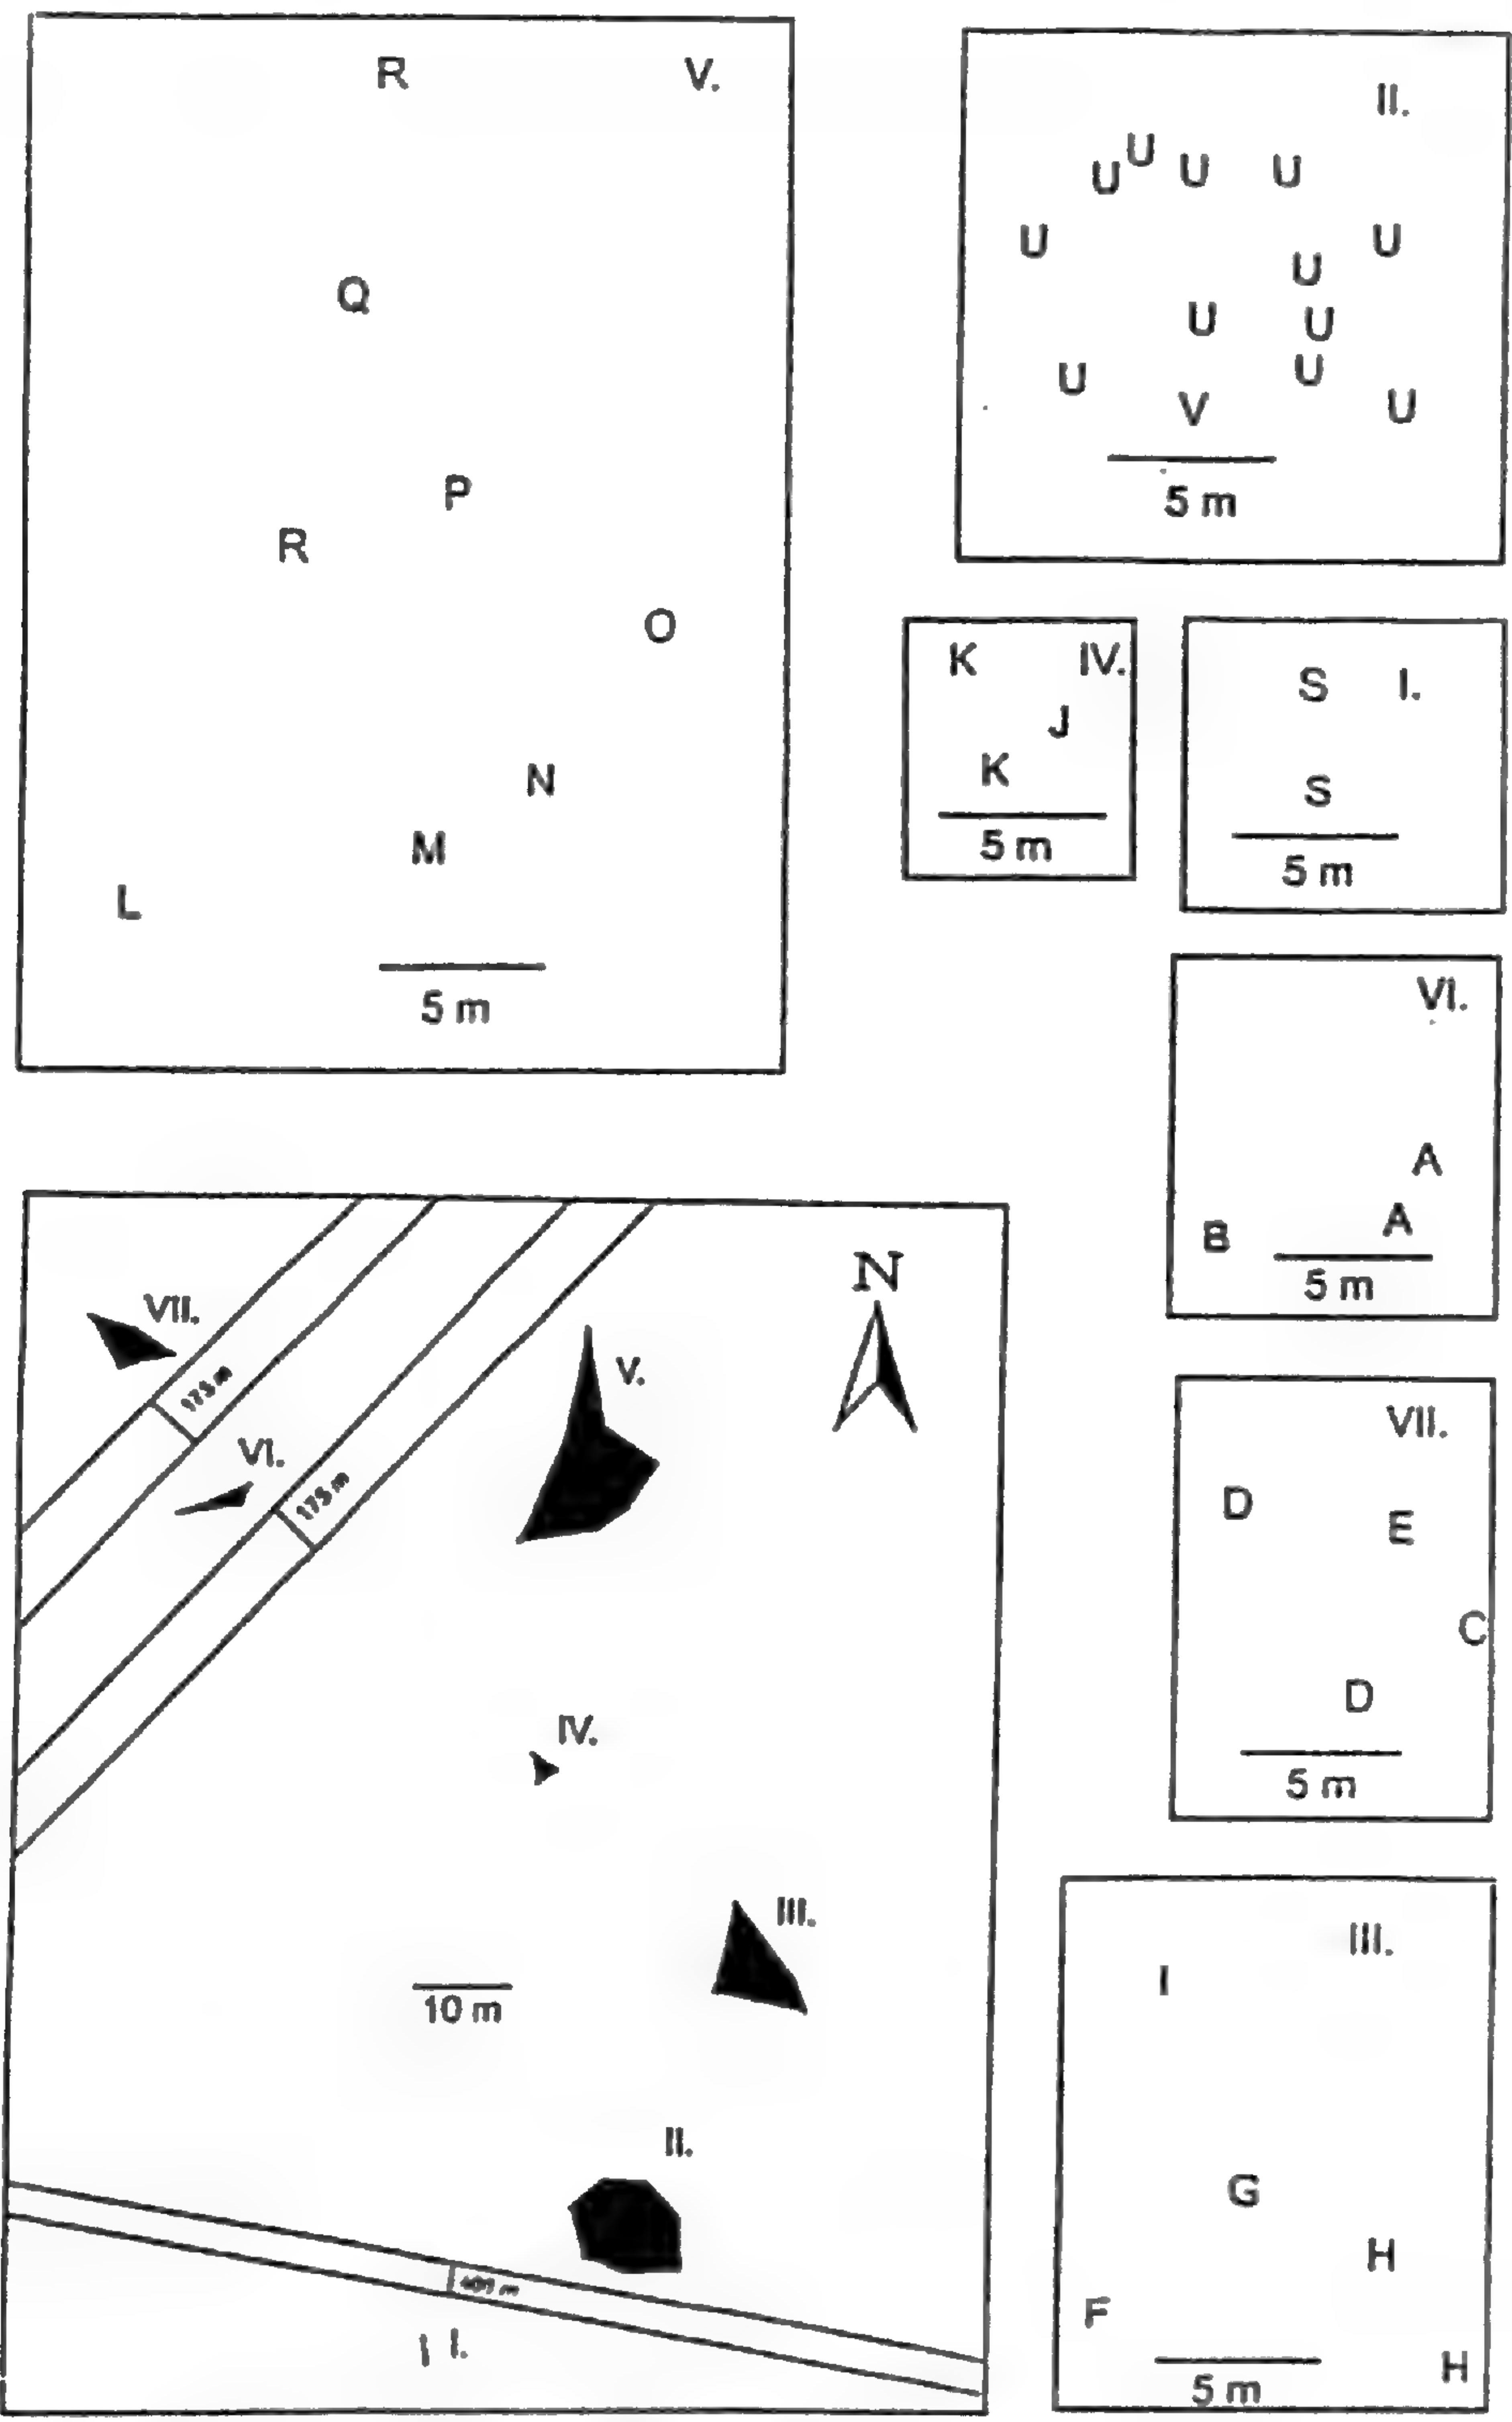 R V.
Q
P
R
O
N
M
L
5 m
II.
U U U U
U U
U
U U
U
U U
V
5 m
K IV.
J
K
5 m
S I.
S
5 m
VI.
A
A
B
5 m
N
VII.
175 m
V.
VI.
175 m
IV.
III.
10 m
II.
I.
VII.
D E
C
D
5 m
III.
I
G
H
F
H
5 m